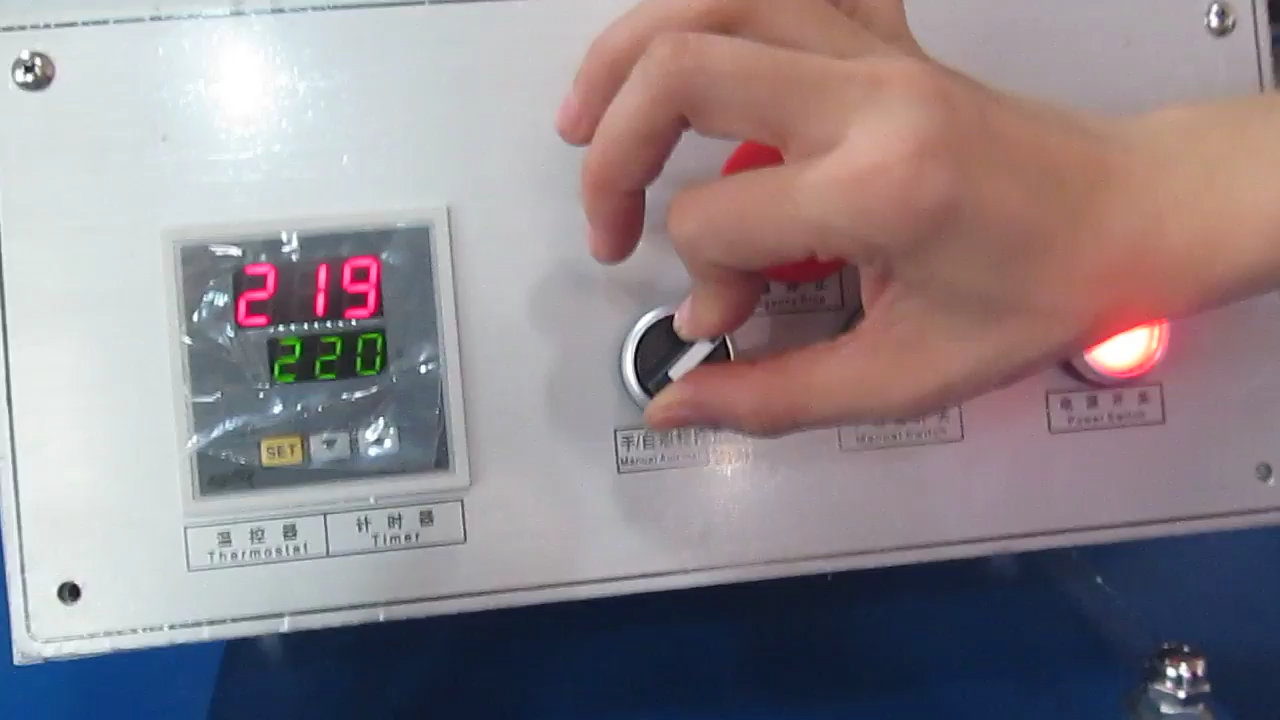 219
220
SET
温控器
Thermostat
计时器
Timer
手/自动
Manual
Manual Switch
电源开关
Power Switch